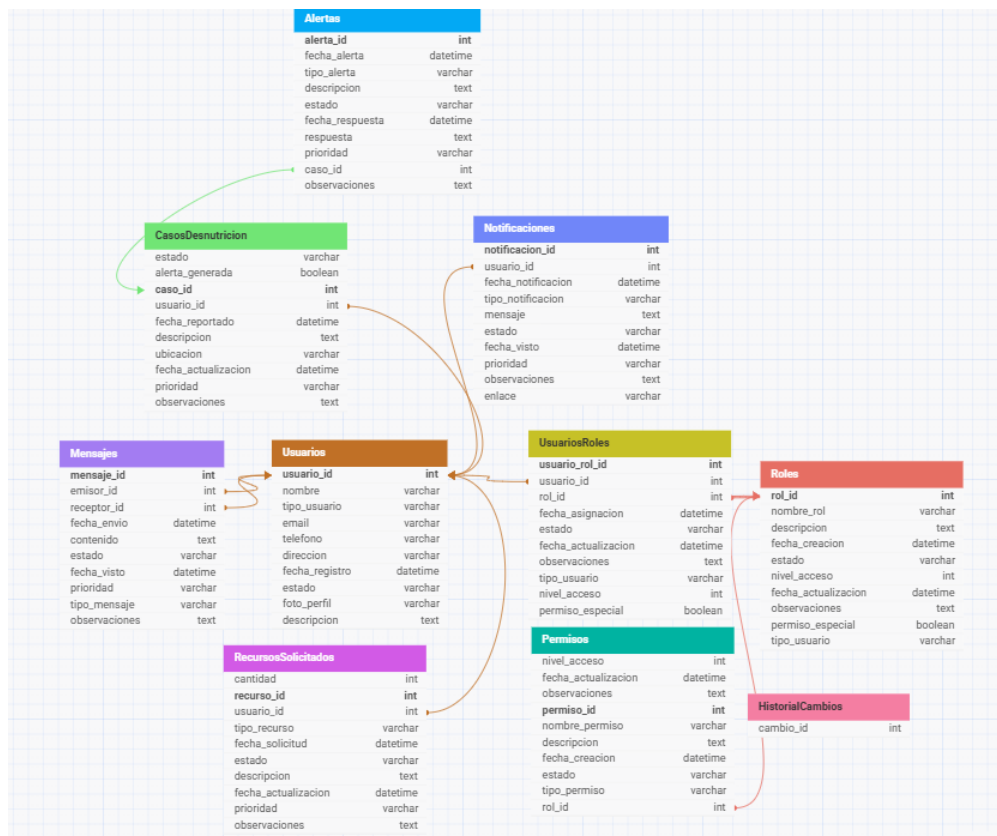 Alertas
alerta_id int
fecha_alerta datetime
tipo_alerta varchar
descripcion text
estado varchar
fecha_respuesta datetime
respuesta text
prioridad varchar
caso_id int
observaciones text
CasosDesnutricion
estado varchar
alerta_generada boolean
caso_id int
usuario_id int
fecha_reportado datetime
descripcion text
ubicacion varchar
fecha_actualizacion datetime
prioridad varchar
observaciones text
Notificaciones
notificacion_id int
usuario_id int
fecha_notificacion datetime
tipo_notificacion varchar
mensaje text
estado varchar
fecha_visto datetime
prioridad varchar
observaciones text
enlace varchar
Mensajes
mensaje_id int
emisor_id int
receptor_id int
fecha_envio datetime
contenido text
estado varchar
fecha_visto datetime
prioridad varchar
tipo_mensaje varchar
observaciones text
Usuarios
usuario_id int
nombre varchar
tipo_usuario varchar
email varchar
telefono varchar
direccion varchar
fecha_registro datetime
estado varchar
foto_perfil varchar
descripcion text
UsuariosRoles
usuario_rol_id int
usuario_id int
rol_id int
fecha_asignacion datetime
estado varchar
fecha_actualizacion datetime
observaciones text
tipo_usuario varchar
nivel_acceso int
permiso_especial boolean
Roles
rol_id int
nombre_rol varchar
descripcion text
fecha_creacion datetime
estado varchar
nivel_acceso int
fecha_actualizacion datetime
observaciones text
permiso_especial boolean
tipo_usuario varchar
RecursosSolicitados
cantidad int
recurso_id int
usuario_id int
tipo_recurso varchar
fecha_solicitud datetime
estado varchar
descripcion text
fecha_actualizacion datetime
prioridad varchar
observaciones text
Permisos
nivel_acceso int
fecha_actualizacion datetime
observaciones text
permiso_id int
nombre_permiso varchar
descripcion text
fecha_creacion datetime
estado varchar
tipo_permiso varchar
rol_id int
HistorialCambios
cambio_id int